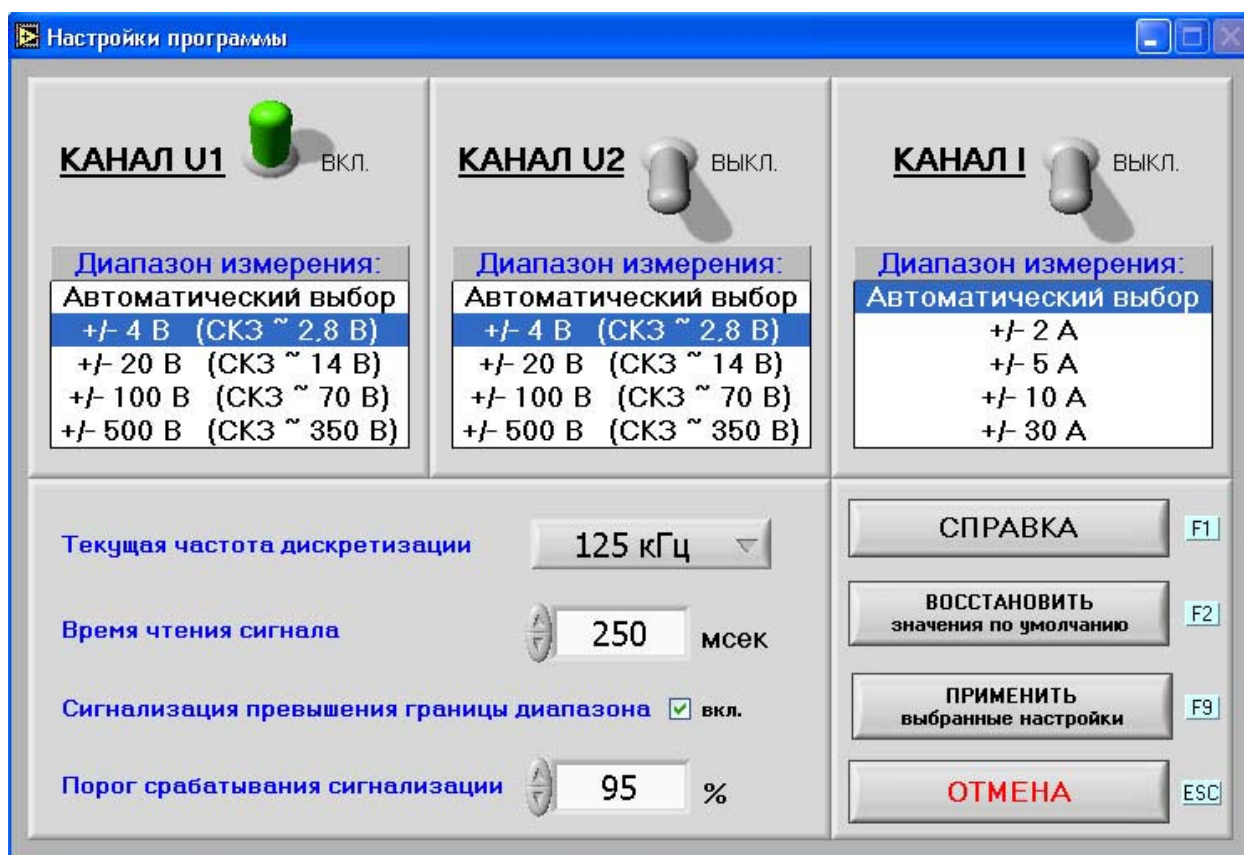 Настройки программы
КАНАЛ U1 ВКЛ.
Диапазон измерения:
Автоматический выбор
+/- 4 В (СКЗ ~ 2,8 В)
+/- 20 В (СКЗ ~ 14 В)
+/- 100 В (СКЗ ~ 70 В)
+/- 500 В (СКЗ ~ 350 В)
КАНАЛ U2 ВЫКЛ.
Диапазон измерения:
Автоматический выбор
+/- 4 В (СКЗ ~ 2,8 В)
+/- 20 В (СКЗ ~ 14 В)
+/- 100 В (СКЗ ~ 70 В)
+/- 500 В (СКЗ ~ 350 В)
КАНАЛ I ВЫКЛ.
Диапазон измерения:
Автоматический выбор
+/- 2 А
+/- 5 А
+/- 10 А
+/- 30 А
Текущая частота дискретизации 125 кГц
Время чтения сигнала 250 мсек
Сигнализация превышения границы диапазона вкл.
Порог срабатывания сигнализации 95 %
СПРАВКА F1
ВОССТАНОВИТЬ
значения по умолчанию F2
ПРИМЕНИТЬ
выбранные настройки F9
ОТМЕНА ESC